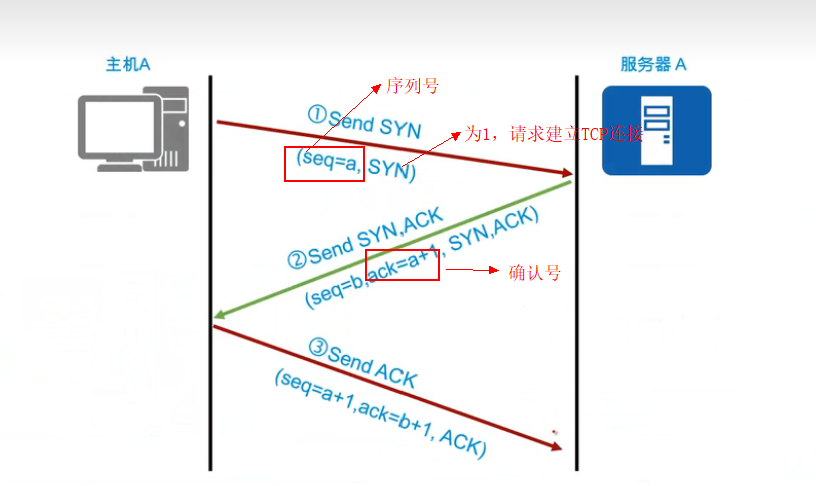 主机A
服务器 A
序列号
①Send SYN
为1，请求建立TCP连接
(seq=a, SYN)
②Send SYN,ACK
(seq=b,ack=a+1, SYN,ACK)
确认号
③Send ACK
(seq=a+1,ack=b+1, ACK)